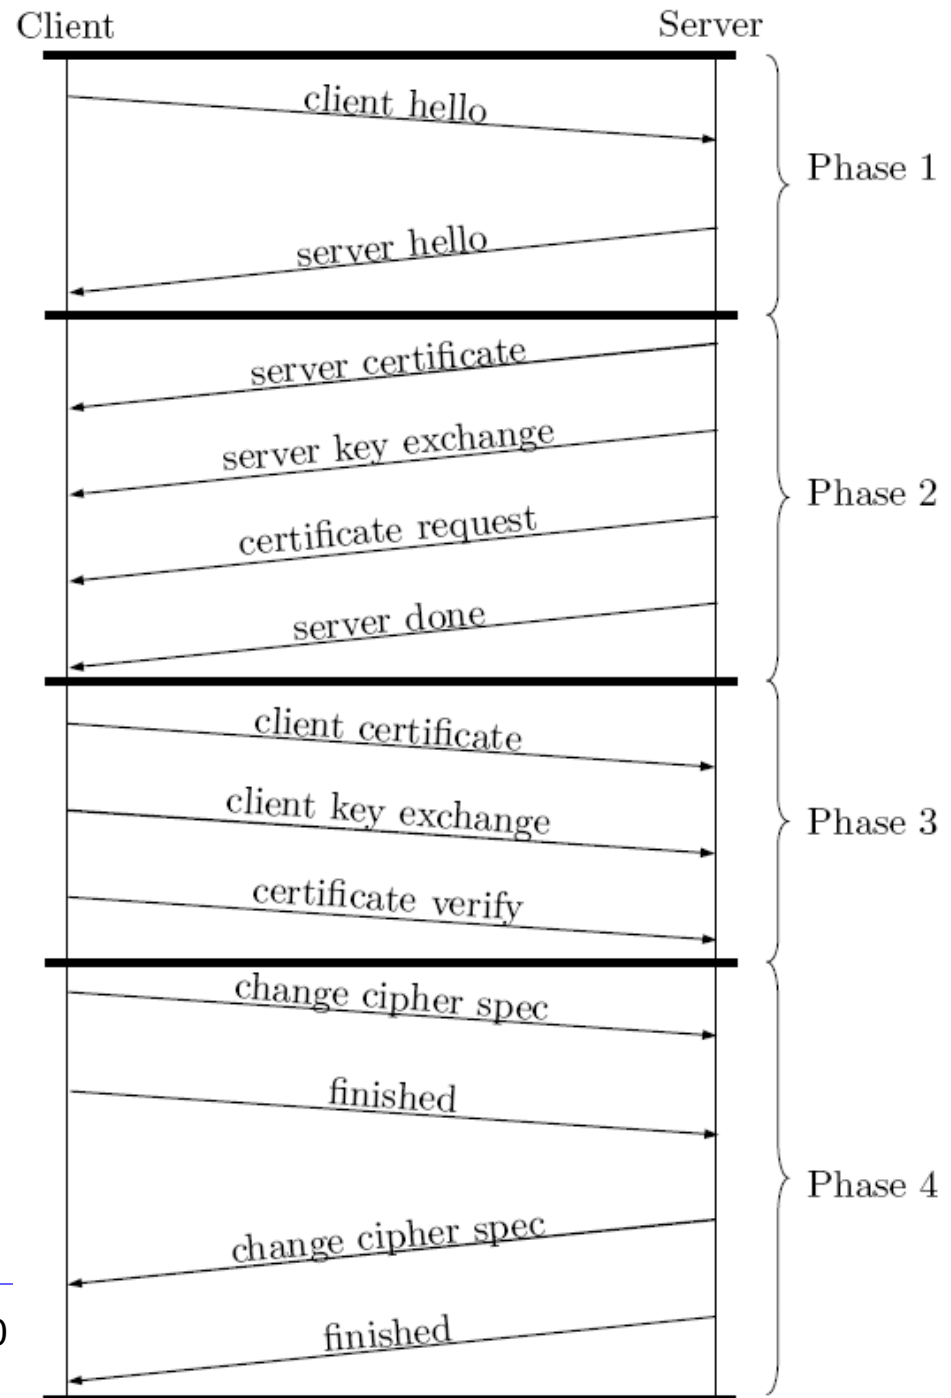 Client Server
client hello
Phase 1
server hello
server certificate
server key exchange
Phase 2
certificate request
server done
client certificate
client key exchange
Phase 3
certificate verify
change cipher spec
finished
Phase 4
change cipher spec
0
finished